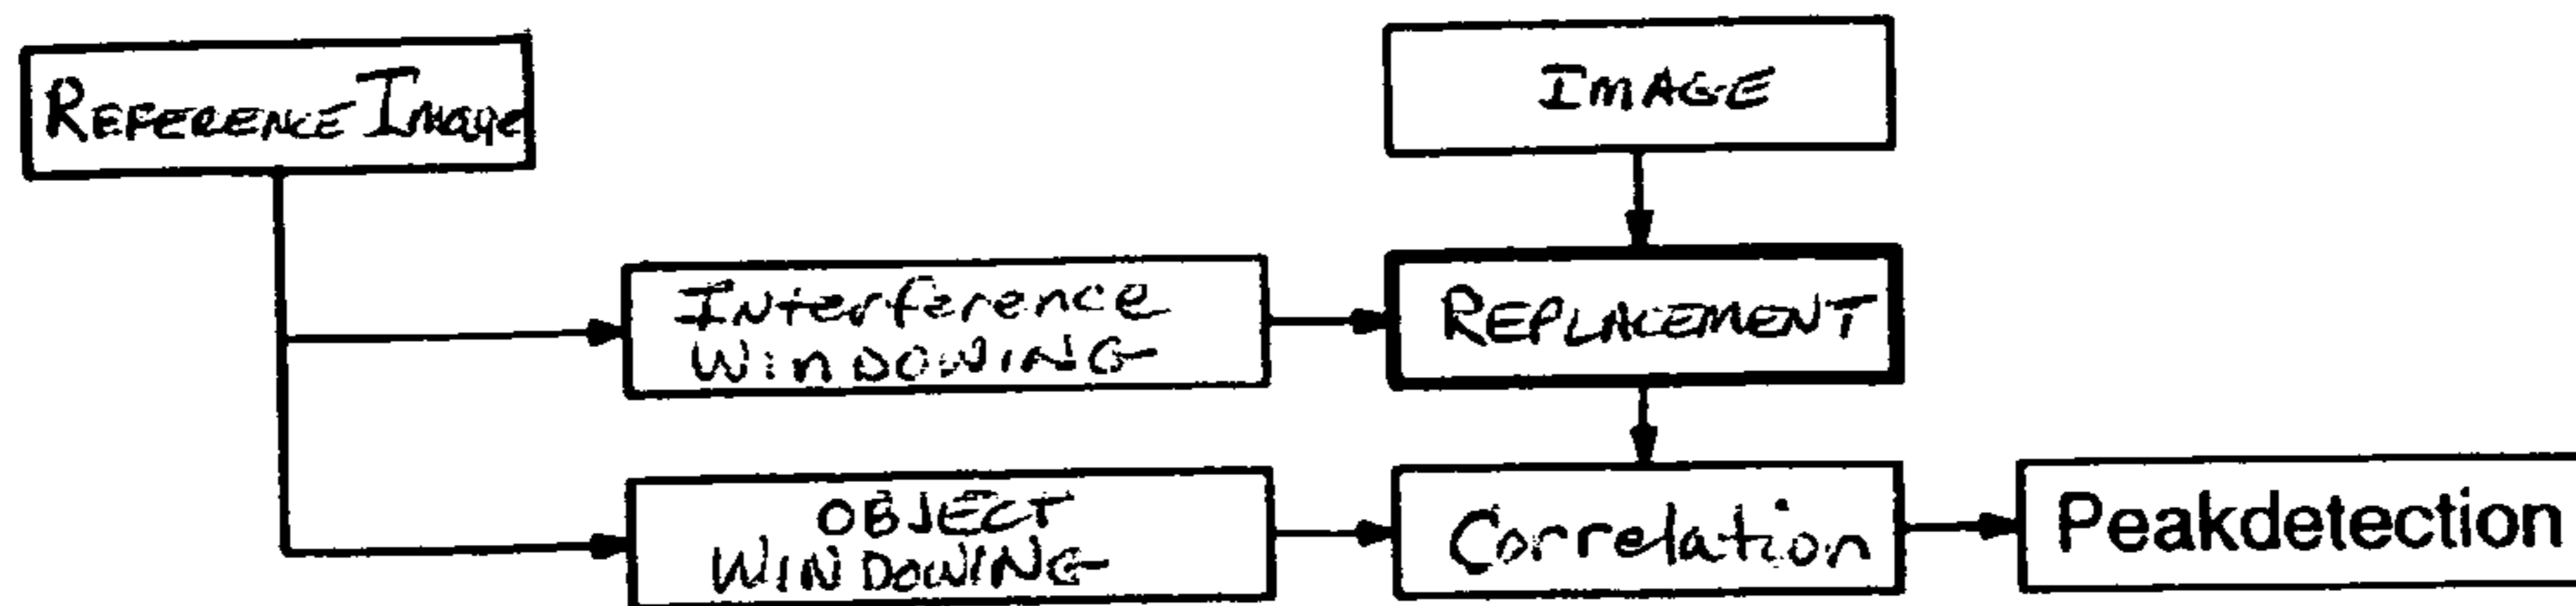 REFERENCE Image
IMAGE
Interference
WINDOWING
REPLACEMENT
OBJECT
WINDOWING
Correlation
Peakdetection